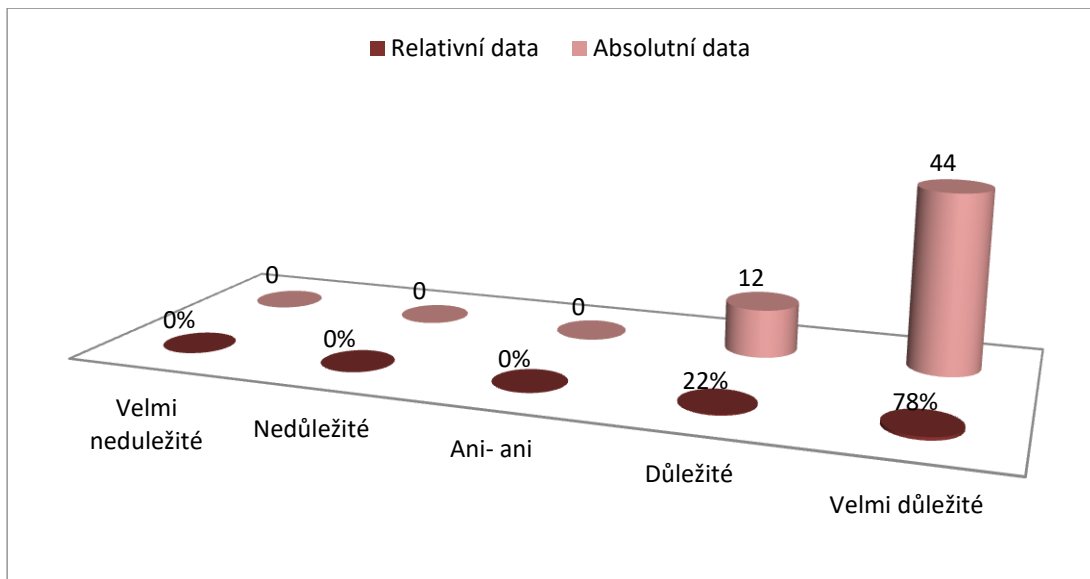 Relativní data Absolutní data
44
12
0
0
0
0%
0%
0%
22%
78%
Velmi
neduležité
Nedůležité
Ani- ani
Důležité
Velmi důležité